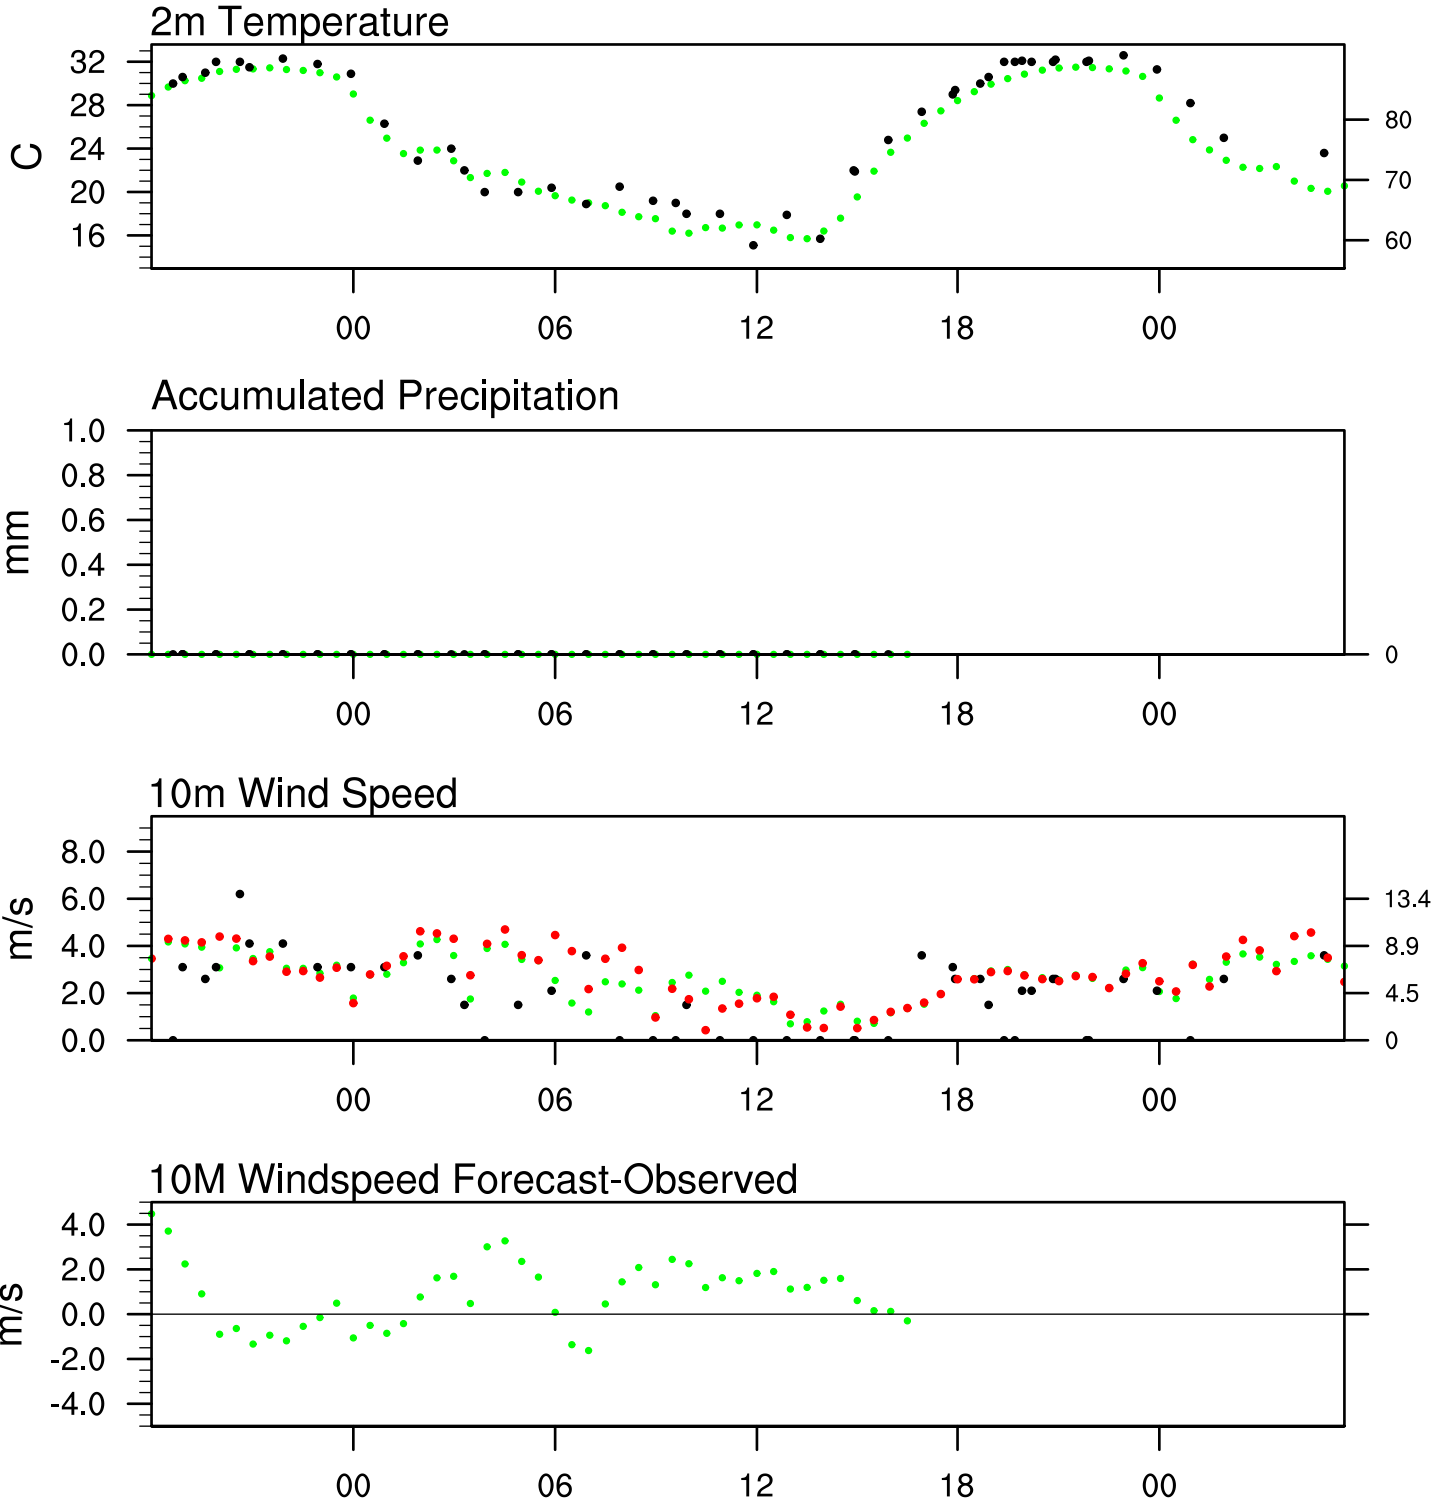 2m Temperature
32
28
24
20
16
C
80
70
60
00 06 12 18 00
Accumulated Precipitation
1.0
0.8
0.6
0.4
0.2
0.0
mm
0
00 06 12 18 00
10m Wind Speed
8.0
6.0
4.0
2.0
0.0
m/s
13.4
8.9
4.5
0
00 06 12 18 00
10M Windspeed Forecast-Observed
4.0
2.0
0.0
-2.0
-4.0
m/s
00 06 12 18 00